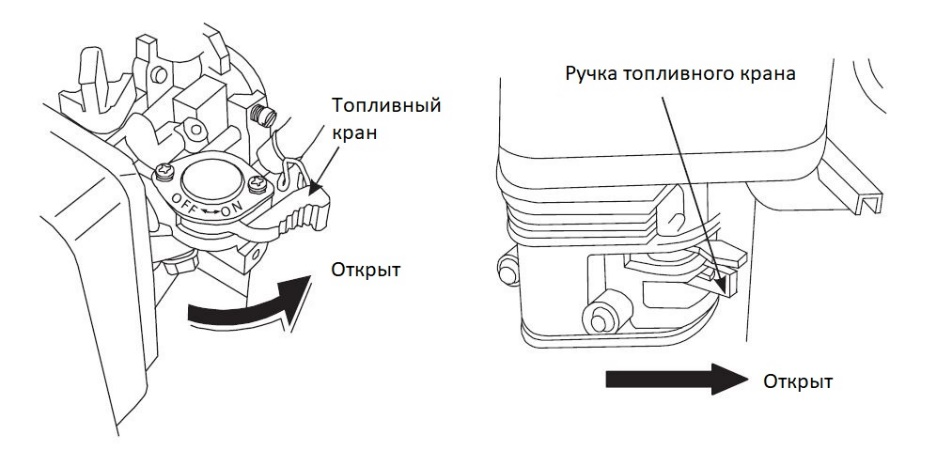 Топливный
кран
OFF ↔ ON
Открыт
Ручка топливного крана
Открыт